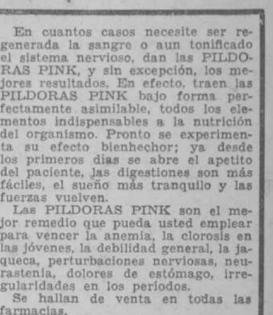 En cuantos casos necesite ser re-
generada la sangre o aun tonificado
el sistema nervioso, dan las PILDO-
RAS PINK, y sin excepción, los me-
jores resultados. En efecto, traen las
PILDORAS PINK bajo forma per-
fectamente asimilable, todos los ele-
mentos indispensables a la nutrición
del organismo. Pronto se experimen-
ta su efecto bienhechor; ya desde
los primeros dias se abre el apetito
del paciente, las digestiones son más
fáciles, el sueño más tranquilo y las
fuerzas vuelven.
Las PILDORAS PINK son el me-
jor remedio que pueda usted emplear
para vencer la anemia, la clorosis en
las jóvenes, la debilidad general, la ja-
queca, perturbaciones nerviosas, neu-
rastenia, dolores de estómago, irre-
gularidades en los períodos.
Se hallan de venta en todas las
farmacias.